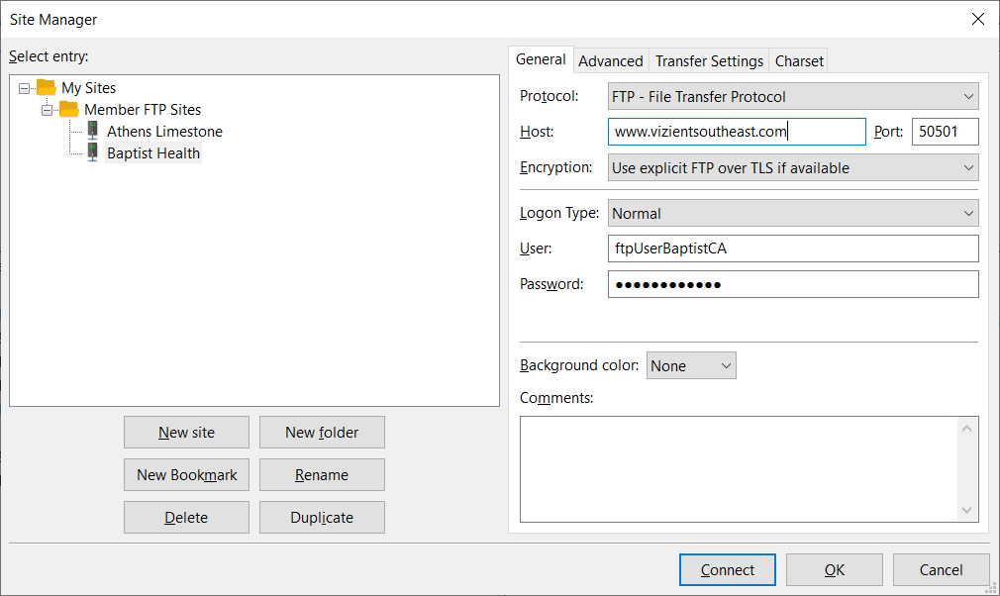 Site Manager
Select entry:
My Sites
Member FTP Sites
Athens Limestone
Baptist Health
New site
New folder
New Bookmark
Rename
Delete
Duplicate
General
Advanced
Transfer Settings
Charset
Protocol:
FTP - File Transfer Protocol
Host:
www.vizientsoutheast.com
Port:
50501
Encryption:
Use explicit FTP over TLS if available
Logon Type:
Normal
User:
ftpUserBaptistCA
Password:
●●●●●●●●●●●●
Background color:
None
Comments:
Connect
OK
Cancel